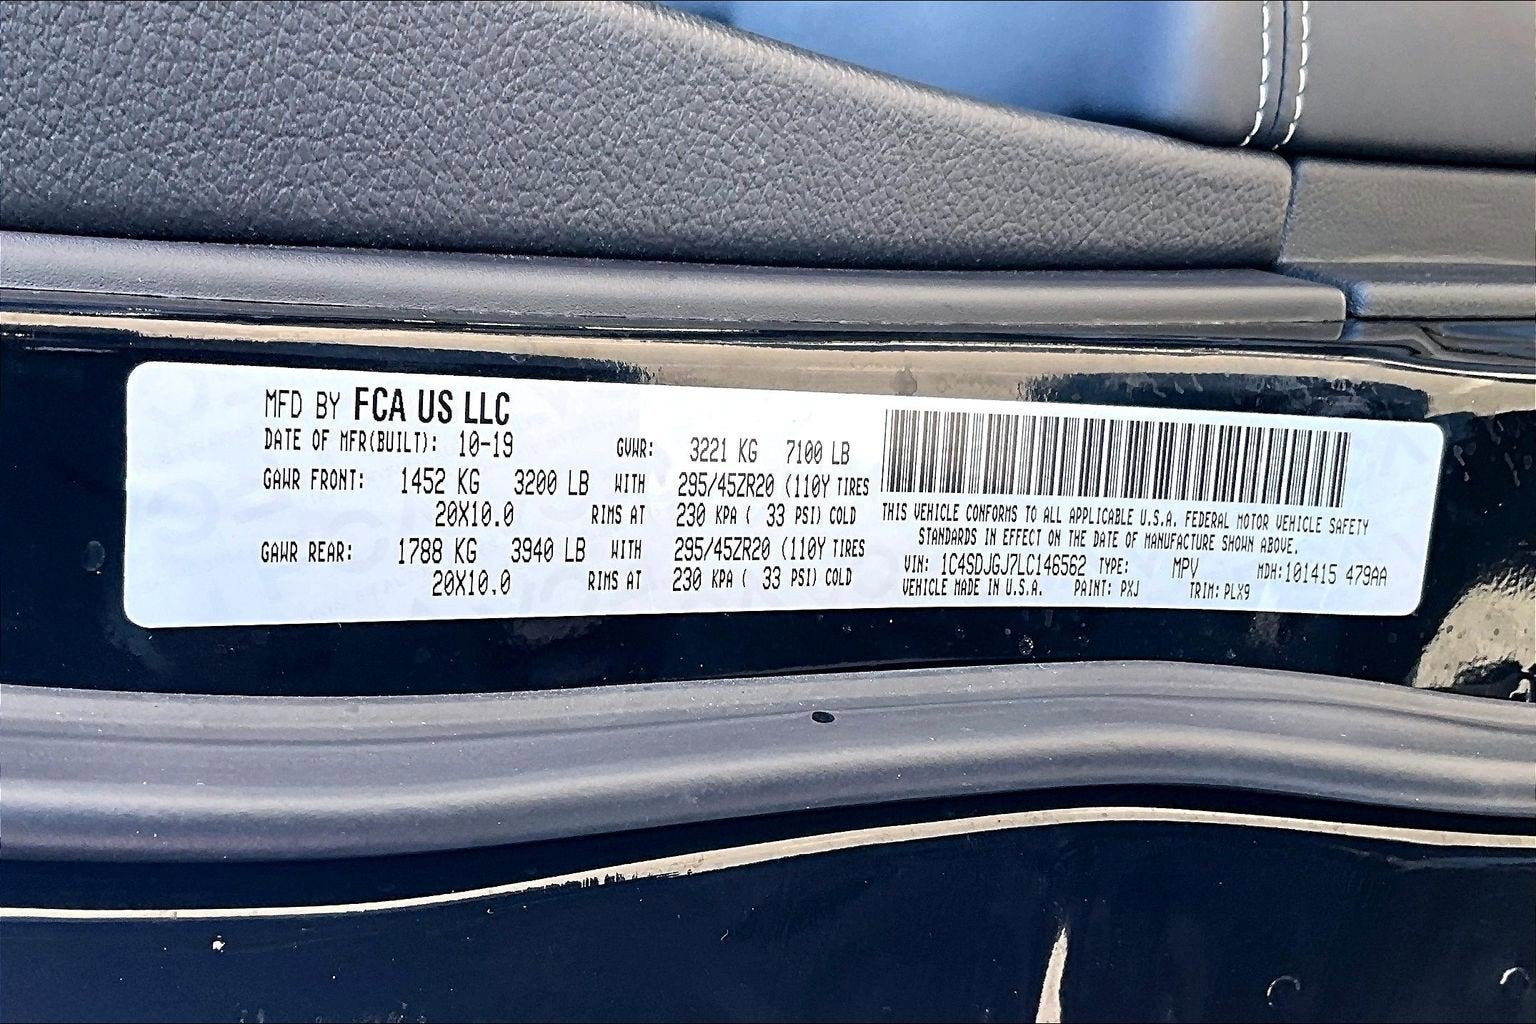 MFD BY FCA US LLC
DATE OF MFR(BUILT): 10-19 GVWR: 3221 KG 7100 LB
GAWR FRONT: 1452 KG 3200 LB WITH 295/45ZR20 (110Y TIRES
20X10.0 RIMS AT 230 KPA ( 33 PSI) COLD
GAWR REAR: 1788 KG 3940 LB WITH 295/45ZR20 (110Y TIRES
20X10.0 RIMS AT 230 KPA ( 33 PSI) COLD
THIS VEHICLE CONFORMS TO ALL APPLICABLE U.S.A. FEDERAL MOTOR VEHICLE SAFETY
STANDARDS IN EFFECT ON THE DATE OF MANUFACTURE SHOWN ABOVE.
VIN: 1C4SDJGJ7LC146562 TYPE: MPV MDH:101415 479AA
VEHICLE MADE IN U.S.A. PAINT: PXJ TRIM: PLX9